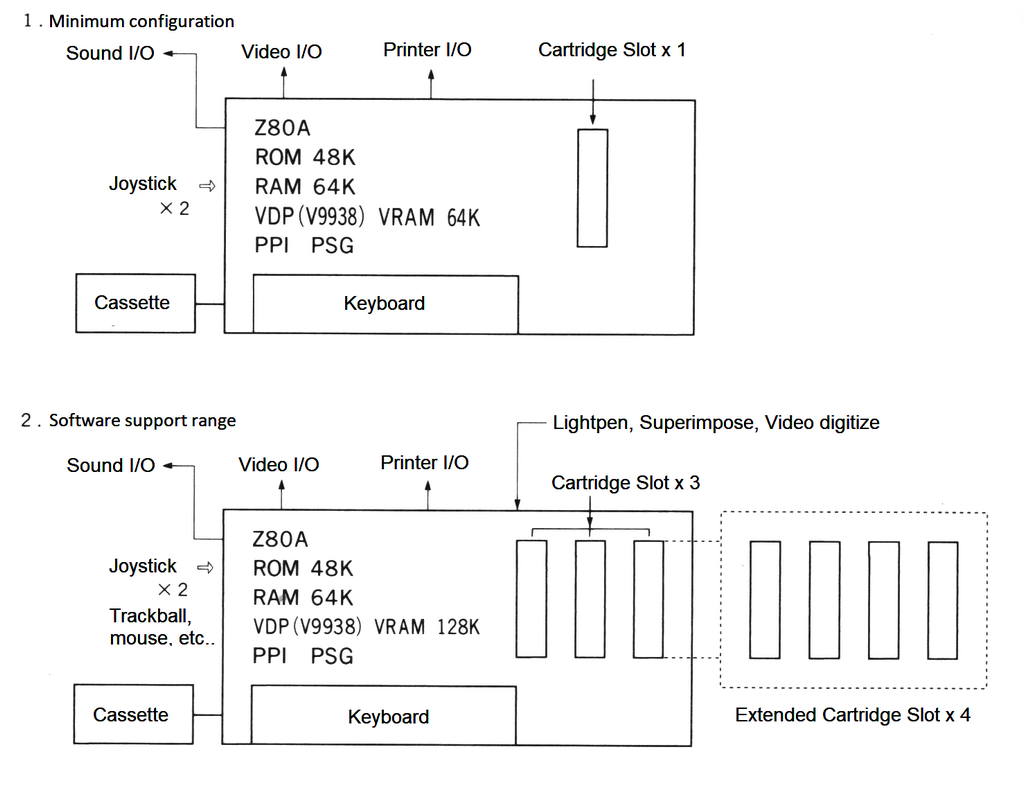 1. Minimum configuration
Sound I/O
Video I/O
Printer I/O
Cartridge Slot x 1
Z80A
ROM 48K
Joystick
× 2
RAM 64K
VDP(V9938) VRAM 64K
PPI PSG
Cassette
Keyboard
2. Software support range
Lightpen, Superimpose, Video digitize
Sound I/O
Video I/O
Printer I/O
Cartridge Slot x 3
Z80A
Joystick
× 2
Trackball,
mouse, etc..
ROM 48K
RAM 64K
VDP(V9938) VRAM 128K
PPI PSG
Cassette
Keyboard
Extended Cartridge Slot x 4